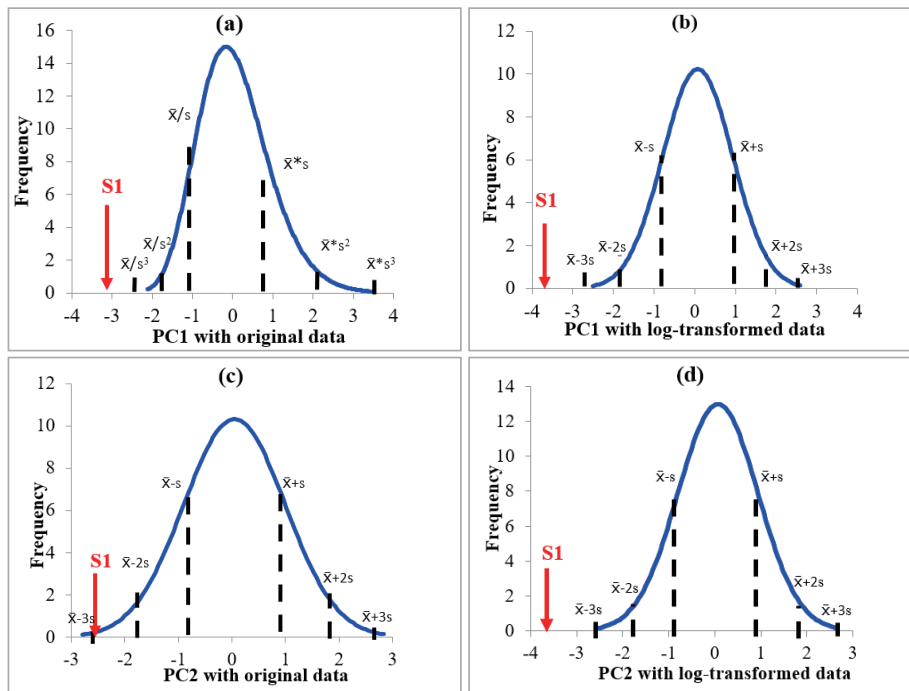 (a)
16
14
12
10
8
6
4
2
0
Frequency
x̄/s
x̄*s
S1
x̄/s²
x̄/s³
x̄*s²
x̄*s³
-4 -3 -2 -1 0 1 2 3 4
PC1 with original data
(b)
12
10
8
6
4
2
0
Frequency
x̄-s
x̄+s
S1
x̄-2s
x̄-3s
x̄+2s
x̄+3s
-4 -3 -2 -1 0 1 2 3 4
PC1 with log-transformed data
(c)
12
10
8
6
4
2
0
Frequency
x̄-s
x̄+s
S1
x̄-2s
x̄-3s
x̄+2s
x̄+3s
-3 -2 -1 0 1 2 3
PC2 with original data
(d)
14
12
10
8
6
4
2
0
Frequency
x̄-s
x̄+s
S1
x̄-2s
x̄-3s
x̄+2s
x̄+3s
-4 -3 -2 -1 0 1 2 3
PC2 with log-transformed data